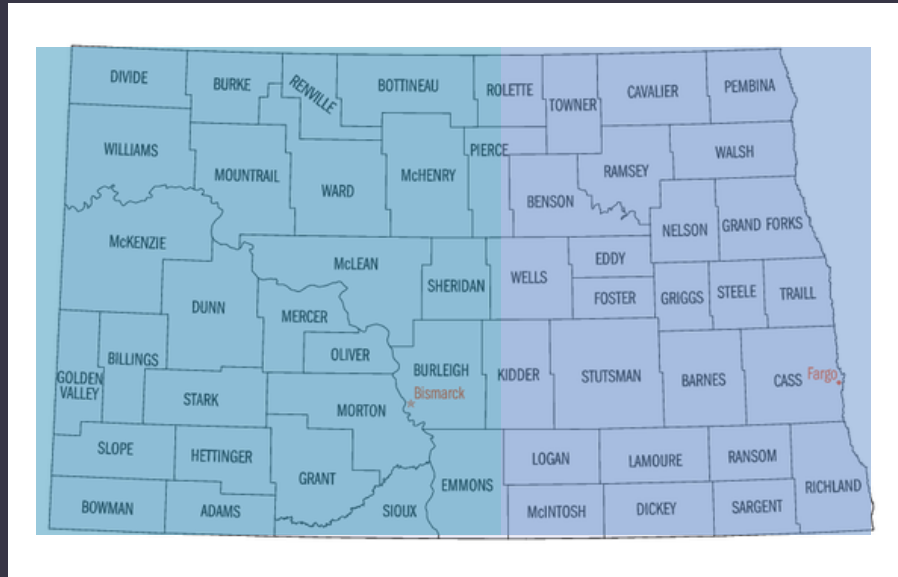 DIVIDE
BURKE
RENVILLE
BOTTINEAU
ROLETTE
TOWNER
CAVALIER
PEMBINA
WILLIAMS
MOUNTRAIL
WARD
McHENRY
PIERCE
BENSON
RAMSEY
WALSH
McKENZIE
DUNN
McLEAN
SHERIDAN
WELLS
EDDY
FOSTER
NELSON
GRAND FORKS
GRIGGS
STEELE
TRAILL
MERCER
OLIVER
BILLINGS
GOLDEN
VALLEY
STARK
MORTON
BURLEIGH
Bismarck
KIDDER
STUTSMAN
BARNES
CASS
Fargo
SLOPE
HETTINGER
GRANT
EMMONS
LOGAN
LAMOURE
RANSOM
RICHLAND
BOWMAN
ADAMS
SIOUX
McINTOSH
DICKEY
SARGENT